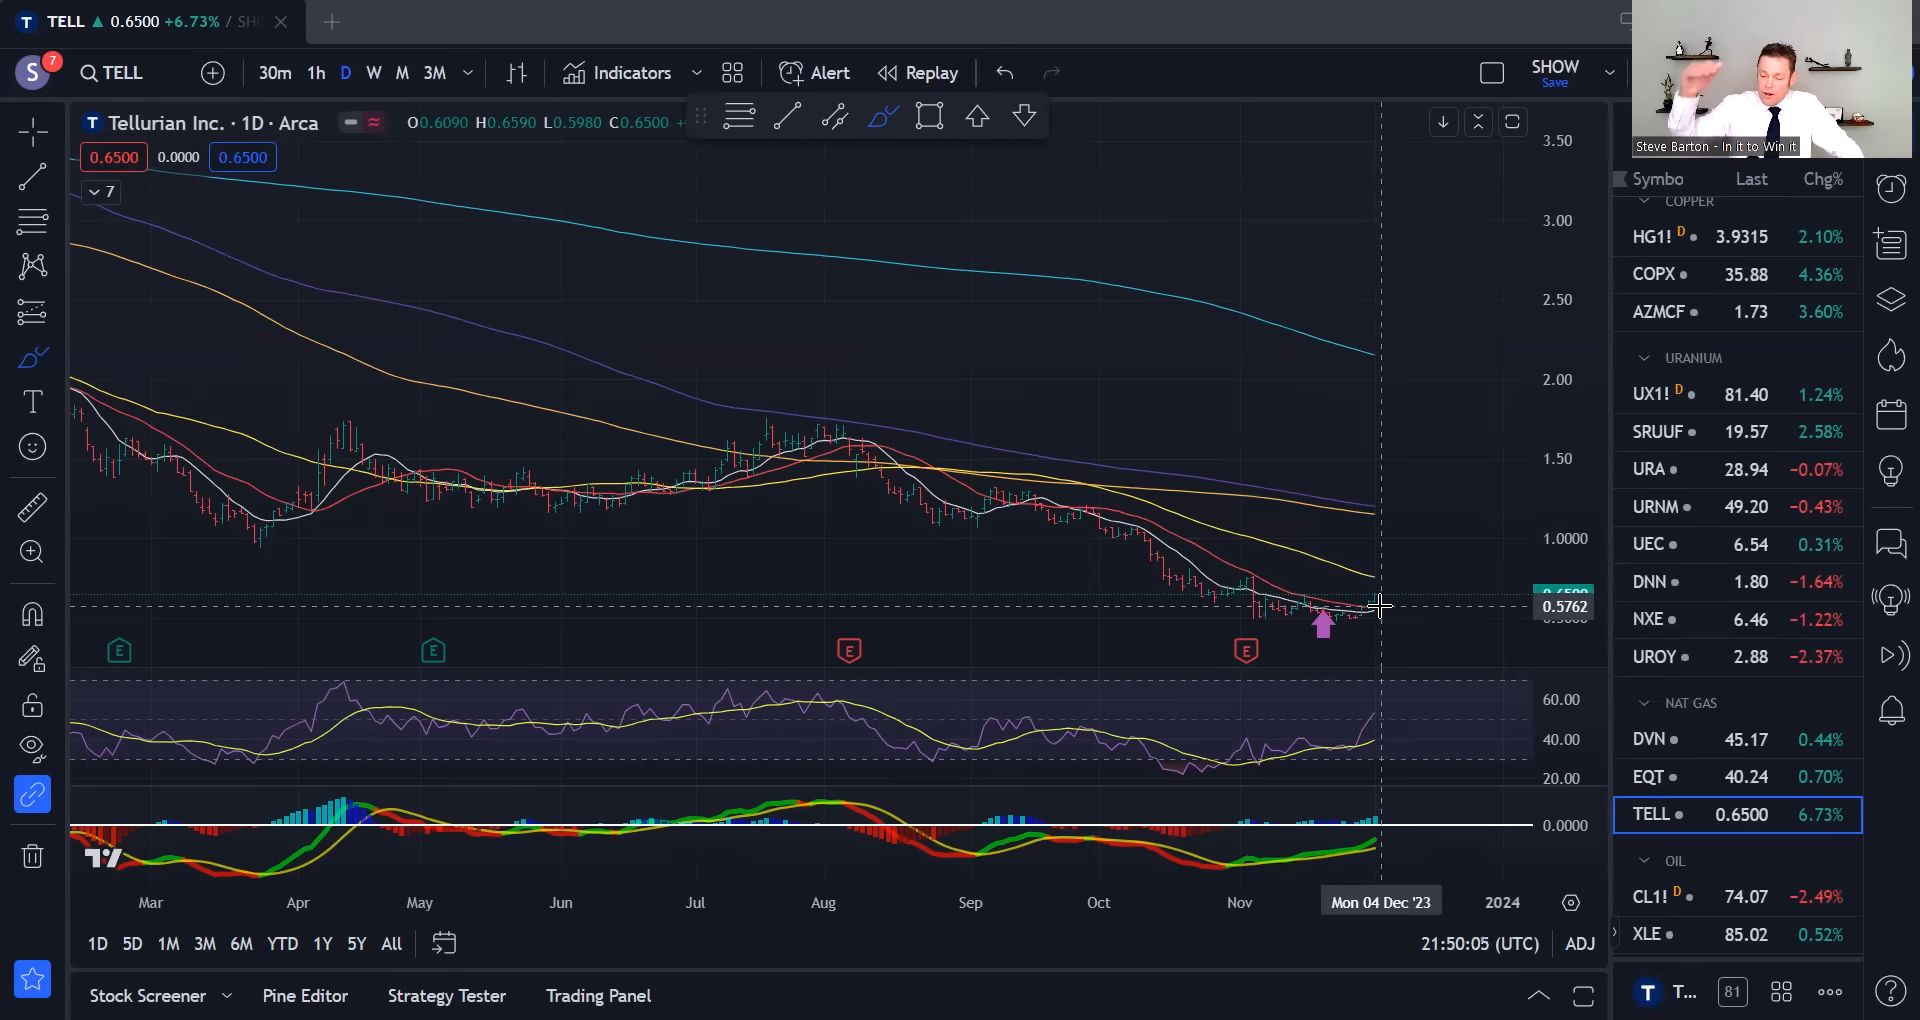 T TELL ▲ 0.6500 +6.73% / SHO
S 7 TELL 30m 1h D W M 3M Indicators Alert Replay SHOW
Save
Steve Barton - In it to Win it
T Tellurian Inc. · 1D · Arca O0.6090 H0.6590 L0.5980 C0.6500
0.6500 0.0000 0.6500
7
3.50
3.00
2.50
2.00
1.50
1.0000
0.5762
E E E E
60.00
40.00
20.00
0.0000
Mar Apr May Jun Jul Aug Sep Oct Nov Mon 04 Dec '23 2024
1D 5D 1M 3M 6M YTD 1Y 5Y All 21:50:05 (UTC) ADJ
Stock Screener Pine Editor Strategy Tester Trading Panel
Symbo Last Chg%
COPPER
HG1! D 3.9315 2.10%
COPX 35.88 4.36%
AZMCF 1.73 3.60%
URANIUM
UX1! D 81.40 1.24%
SRUUF 19.57 2.58%
URA 28.94 −0.07%
URNM 49.20 −0.43%
UEC 6.54 0.31%
DNN 1.80 −1.64%
NXE 6.46 −1.22%
UROY 2.88 −2.37%
NAT GAS
DVN 45.17 0.44%
EQT 40.24 0.70%
TELL 0.6500 6.73%
OIL
CL1! D 74.07 −2.49%
XLE 85.02 0.52%
T T... 81